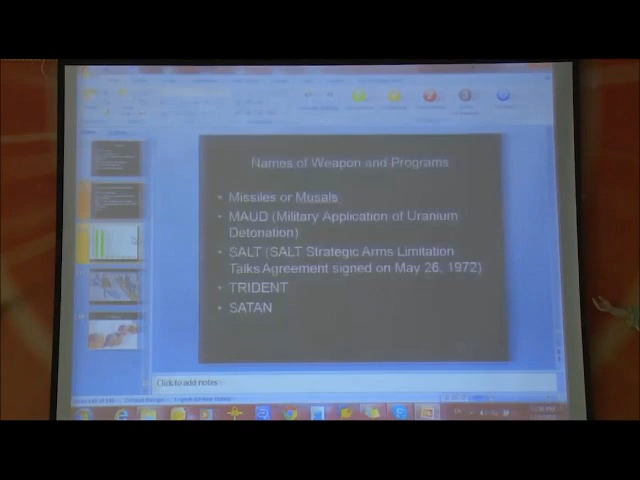 Names of Weapon and Programs
• Missiles or Musals
• MAUD (Military Application of Uranium
Detonation)
• SALT (SALT Strategic Arms Limitation
Talks Agreement signed on May 26, 1972)
• TRIDENT
• SATAN
Click to add notes